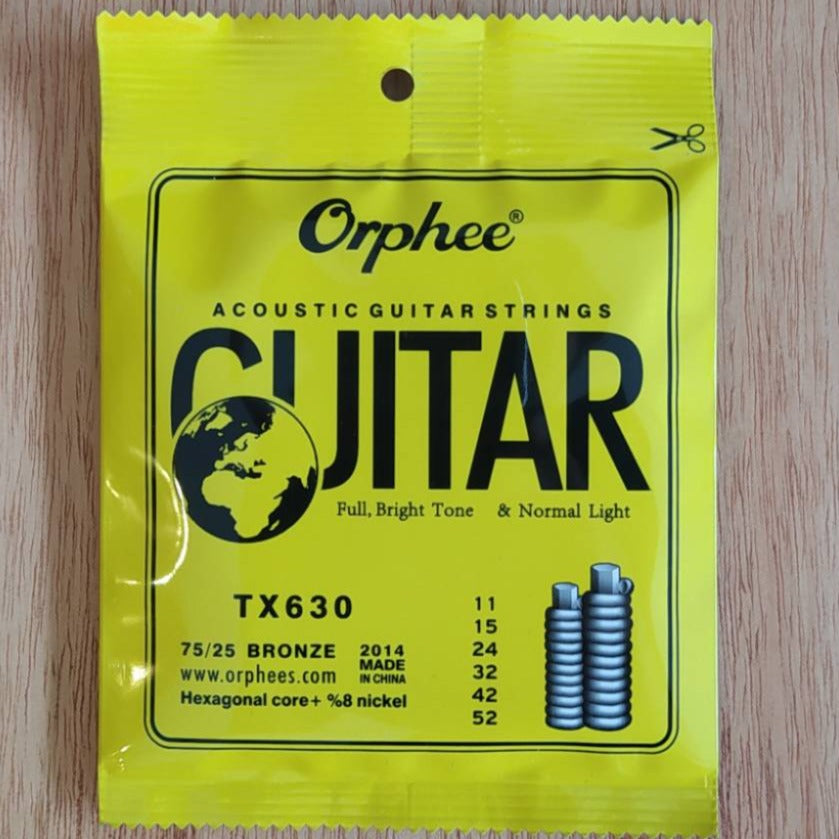 Orphee®
ACOUSTIC GUITAR STRINGS
GUITAR
Full, Bright Tone & Normal Light
TX630
75/25 BRONZE
www.orphees.com
2014
MADE
IN CHINA
Hexagonal core+ %8 nickel
11
15
24
32
42
52